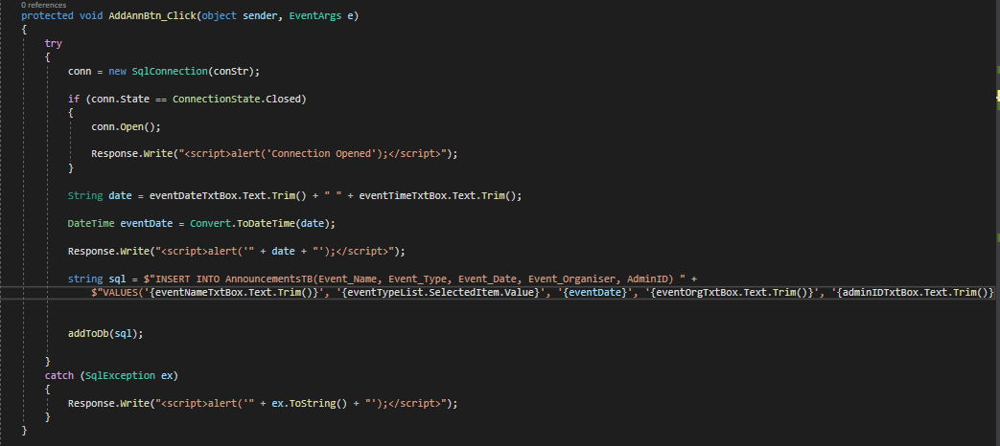 0 references
protected void AddAnnBtn_Click(object sender, EventArgs e)
{
try
{
conn = new SqlConnection(conStr);
if (conn.State == ConnectionState.Closed)
{
conn.Open();
Response.Write("<script>alert('Connection Opened');</script>");
}
String date = eventDateTxtBox.Text.Trim() + " " + eventTimeTxtBox.Text.Trim();
DateTime eventDate = Convert.ToDateTime(date);
Response.Write("<script>alert('" + date + "');</script>");
string sql = $"INSERT INTO AnnouncementsTB(Event_Name, Event_Type, Event_Date, Event_Organiser, AdminID) " +
$"VALUES('{eventNameTxtBox.Text.Trim()}', '{eventTypeList.SelectedItem.Value}', '{eventDate}', '{eventOrgTxtBox.Text.Trim()}', '{adminIDTxtBox.Text.Trim()}
addToDb(sql);
}
catch (SqlException ex)
{
Response.Write("<script>alert('" + ex.ToString() + "');</script>");
}
}